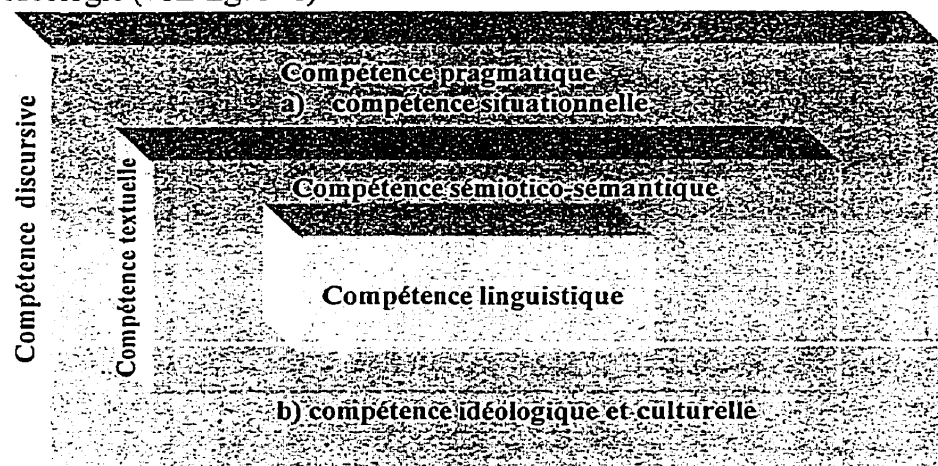 Compétence pragmatique
a) compétence situationnelle
Compétence sémiotico-sémantique
Compétence linguistique
b) compétence idéologique et culturelle
Compétence discursive
Compétence textuelle